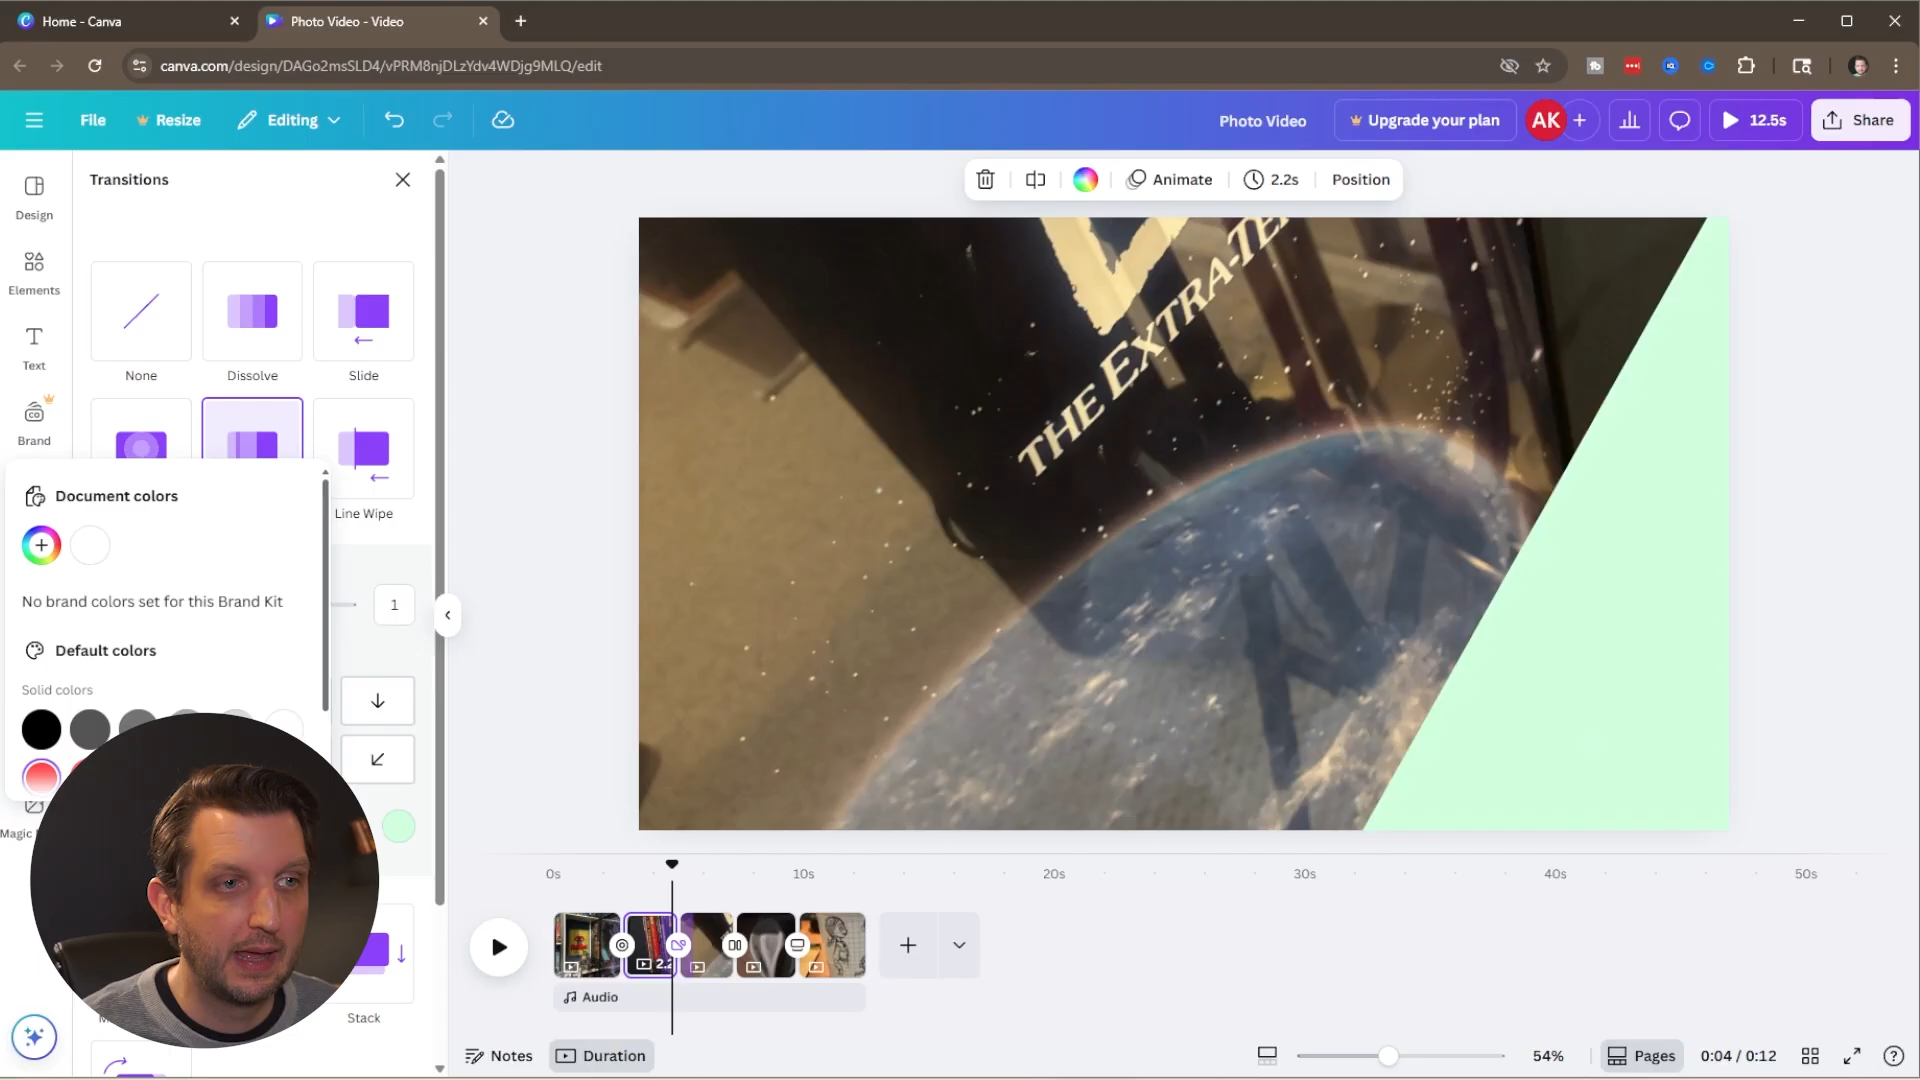 Home - Canva
Photo Video - Video
canva.com/design/DAGo2msSLD4/vPRM8njDLzYdv4WDjg9MLQ/edit
File
Resize
Editing
Photo Video
Upgrade your plan
AK
12.5s
Share
Design
Elements
Text
Brand
Transitions
None
Dissolve
Slide
Line Wipe
Animate
2.2s
Position
THE EXTRA-TE
Document colors
No brand colors set for this Brand Kit
1
Default colors
Solid colors
Magic
Stack
0s
10s
20s
30s
40s
50s
Audio
Notes
Duration
54%
Pages
0:04 / 0:12